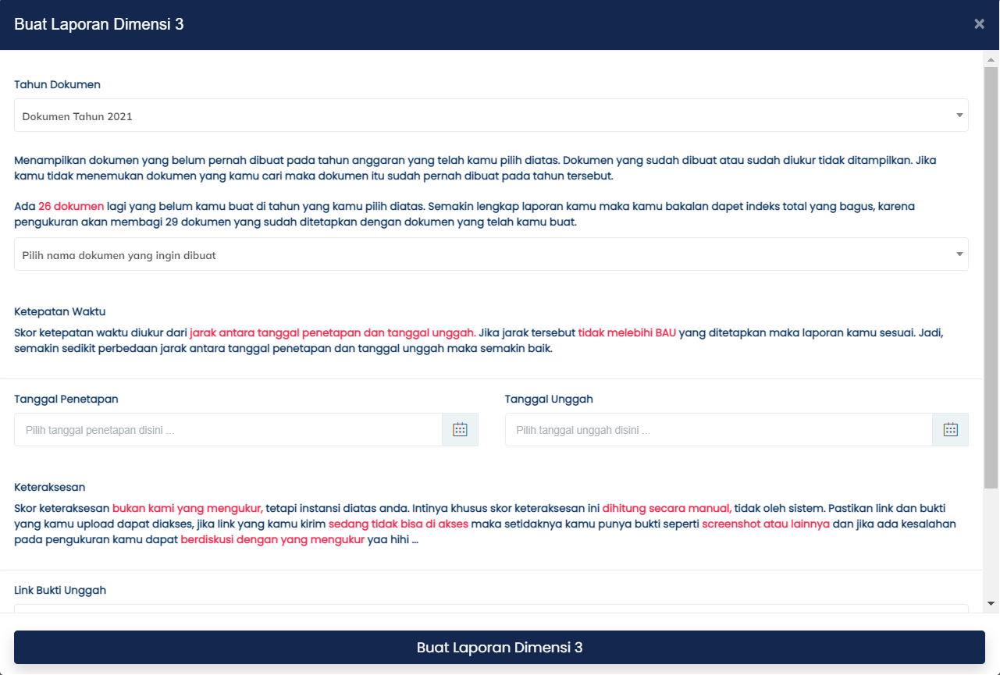 Buat Laporan Dimensi 3
×
Tahun Dokumen
Dokumen Tahun 2021
Menampilkan dokumen yang belum pernah dibuat pada tahun anggaran yang telah kamu pilih diatas. Dokumen yang sudah dibuat atau sudah diukur tidak ditampilkan. Jika
kamu tidak menemukan dokumen yang kamu cari maka dokumen itu sudah pernah dibuat pada tahun tersebut.
Ada 26 dokumen lagi yang belum kamu buat di tahun yang kamu pilih diatas. Semakin lengkap laporan kamu maka kamu bakalan dapet indeks total yang bagus, karena
pengukuran akan membagi 29 dokumen yang sudah ditetapkan dengan dokumen yang telah kamu buat.
Pilih nama dokumen yang ingin dibuat
Ketepatan Waktu
Skor ketepatan waktu diukur dari jarak antara tanggal penetapan dan tanggal unggah. Jika jarak tersebut tidak melebihi BAU yang ditetapkan maka laporan kamu sesuai. Jadi,
semakin sedikit perbedaan jarak antara tanggal penetapan dan tanggal unggah maka semakin baik.
Tanggal Penetapan
Tanggal Unggah
Pilih tanggal penetapan disini ...
Pilih tanggal unggah disini ...
Keteraksesan
Skor keteraksesan bukan kami yang mengukur, tetapi instansi diatas anda. Intinya khusus skor keteraksesan ini dihitung secara manual, tidak oleh sistem. Pastikan link dan bukti
yang kamu upload dapat diakses, jika link yang kamu kirim sedang tidak bisa di akses maka setidaknya kamu punya bukti seperti screenshot atau lainnya dan jika ada kesalahan
pada pengukuran kamu dapat berdiskusi dengan yang mengukur yaa hihi ...
Link Bukti Unggah
Buat Laporan Dimensi 3